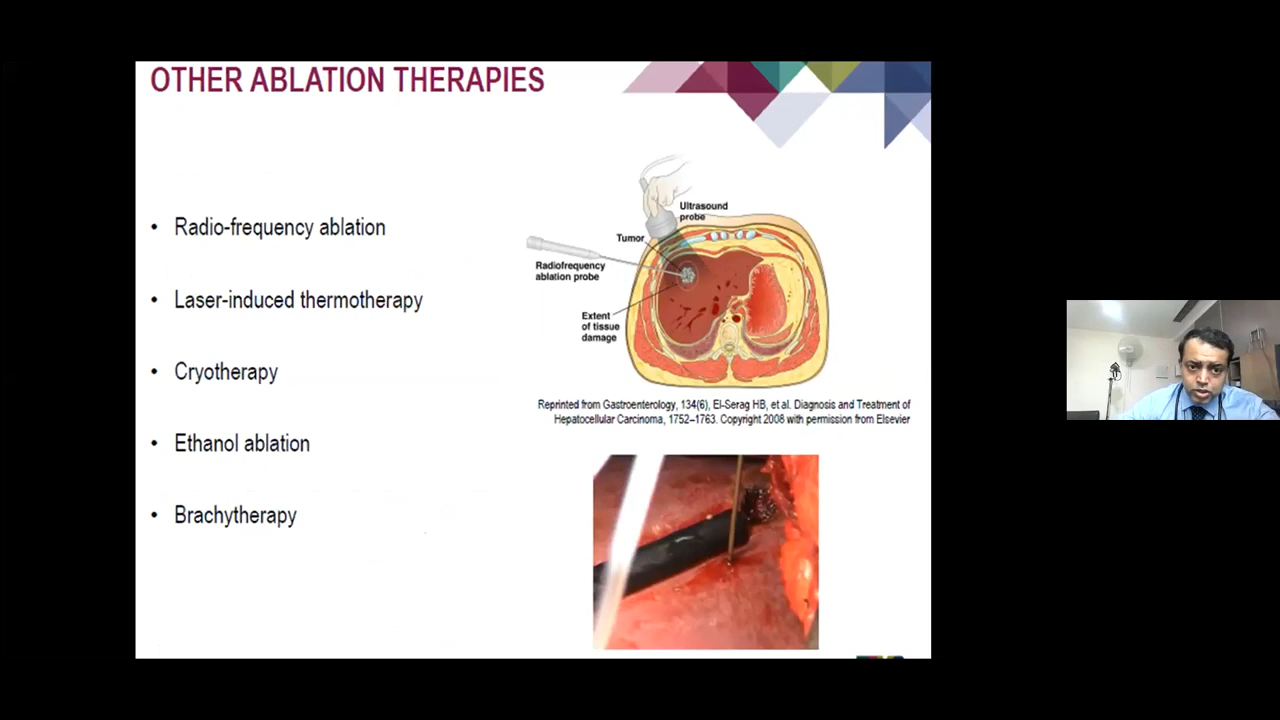 OTHER ABLATION THERAPIES
• Radio-frequency ablation
• Laser-induced thermotherapy
• Cryotherapy
• Ethanol ablation
• Brachytherapy
Ultrasound
probe
Tumor
Radiofrequency
ablation probe
Extent
of tissue
damage
Reprinted from Gastroenterology, 134(6), El-Serag HB, et al. Diagnosis and Treatment of
Hepatocellular Carcinoma, 1752–1763. Copyright 2008 with permission from Elsevier